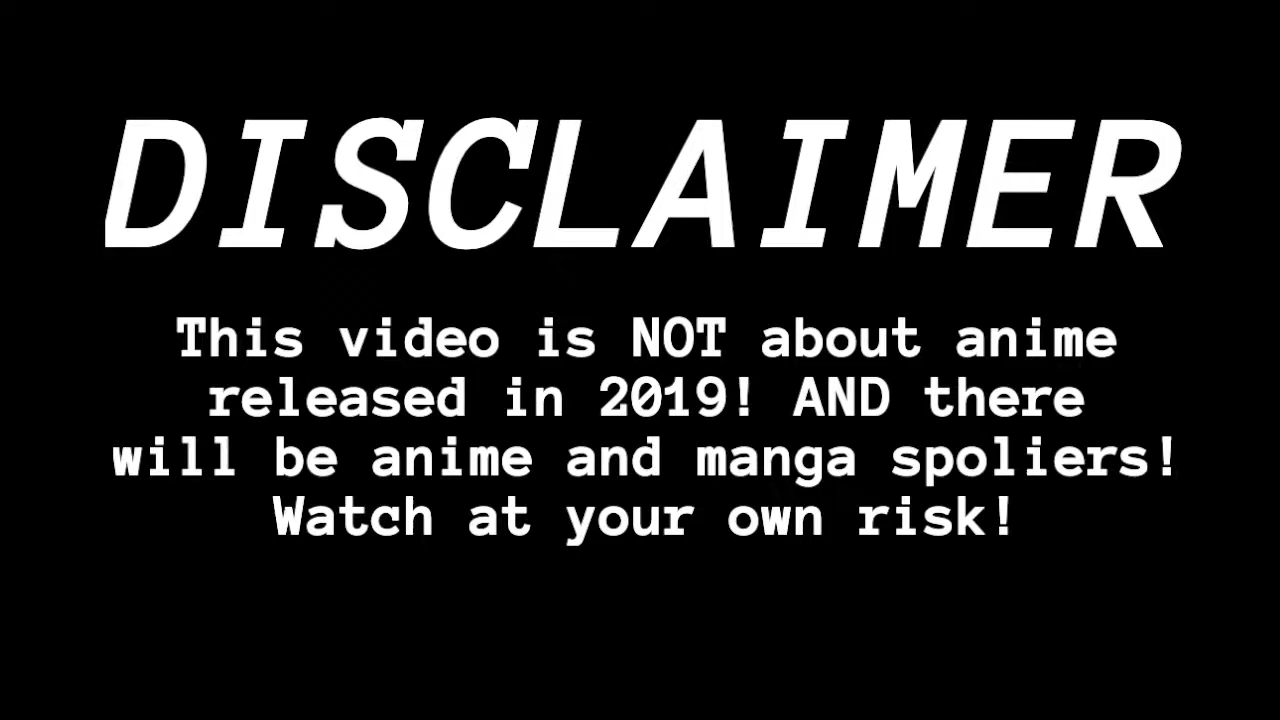 DISCLAIMER
This video is NOT about anime
released in 2019! AND there
will be anime and manga spoliers!
Watch at your own risk!